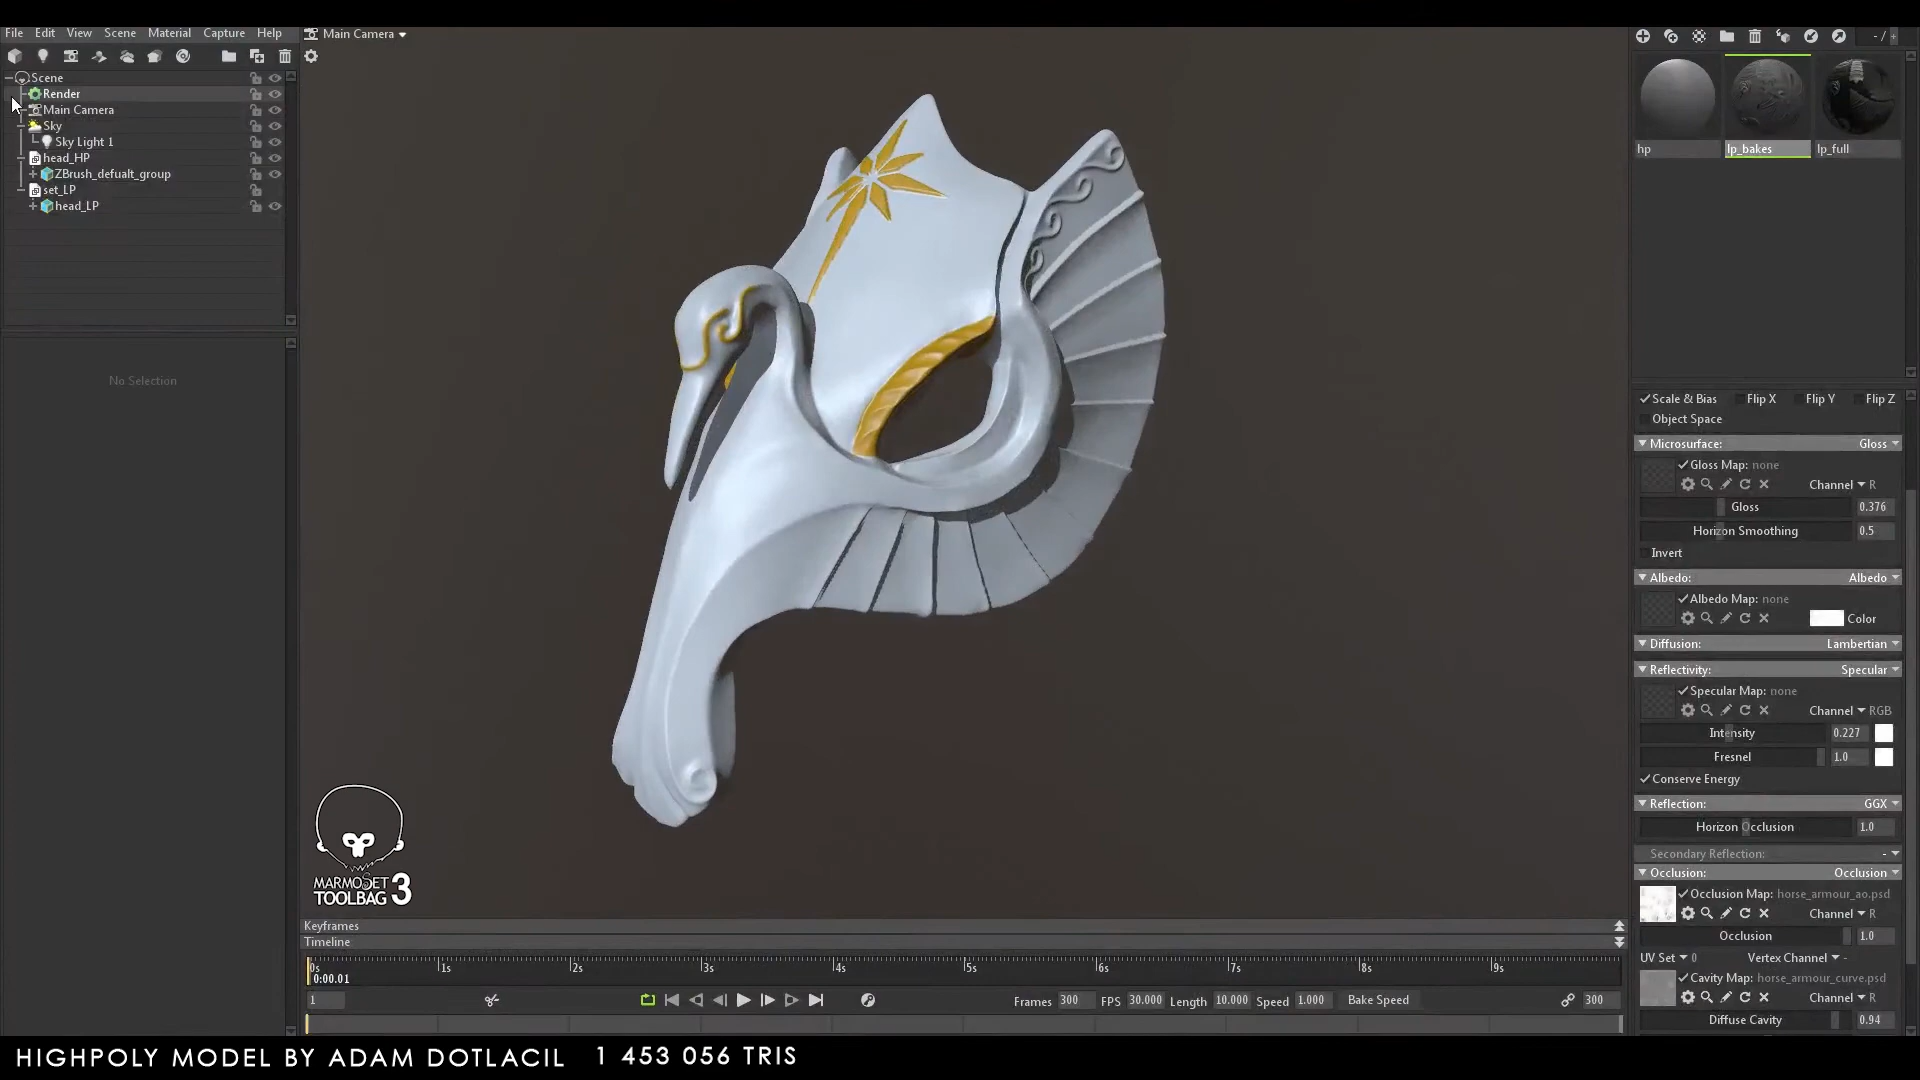 File Edit View Scene Material Capture Help
Main Camera
- / +
Scene
Render
Main Camera
Sky
Sky Light 1
head_HP
ZBrush_defualt_group
set_LP
head_LP
No Selection
hp
lp_bakes
lp_full
Scale & Bias Flip X Flip Y Flip Z
Object Space
Microsurface: Gloss
Gloss Map: none
Channel R
Gloss 0.376
Horizon Smoothing 0.5
Invert
Albedo: Albedo
Albedo Map: none
Color
Diffusion: Lambertian
Reflectivity: Specular
Specular Map: none
Channel RGB
Intensity 0.227
Fresnel 1.0
Conserve Energy
Reflection: GGX
Horizon Occlusion 1.0
Secondary Reflection: -
Occlusion: Occlusion
Occlusion Map: horse_armour_ao.psd
Channel R
Occlusion 1.0
UV Set 0 Vertex Channel -
Cavity Map: horse_armour_curve.psd
Channel R
Diffuse Cavity 0.94
MARMOSET
TOOLBAG 3
Keyframes
Timeline
0s 1s 2s 3s 4s 5s 6s 7s 8s 9s
0:00.01
1
Frames 300 FPS 30.000 Length 10.000 Speed 1.000 Bake Speed 300
HIGHPOLY MODEL BY ADAM DOTLACIL 1 453 056 TRIS